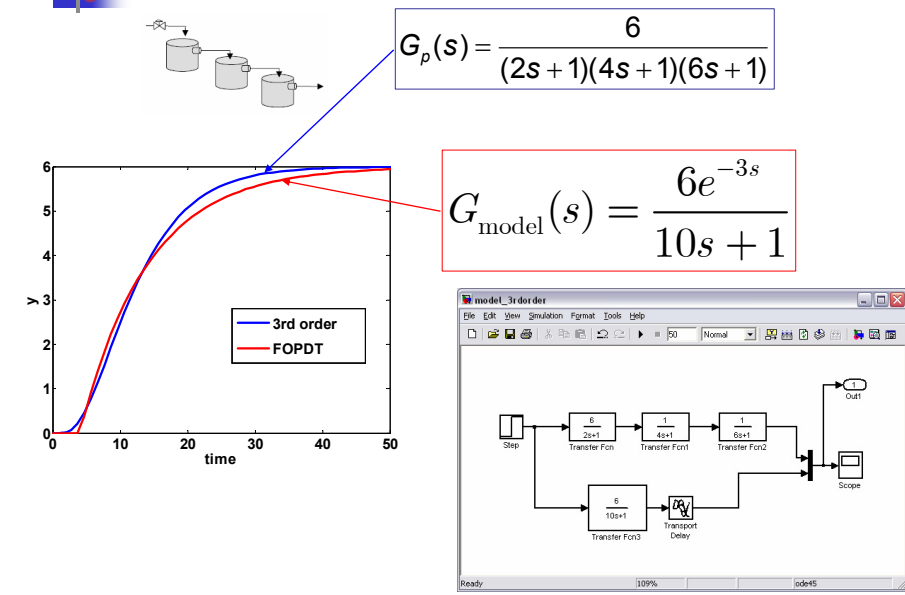 G_p(s) = 6 / ((2s+1)(4s+1)(6s+1))
G_model(s) = 6e^{-3s} / (10s + 1)
6
5
4
3
2
1
0
y
0 10 20 30 40 50
time
3rd order
FOPDT
model_3rdorder
File Edit View Simulation Format Tools Help
50 Normal
1
Out1
6
2s+1
Transfer Fcn
1
4s+1
Transfer Fcn1
1
6s+1
Transfer Fcn2
Step
Scope
6
10s+1
Transfer Fcn3
Transport
Delay
Ready 109% ode45